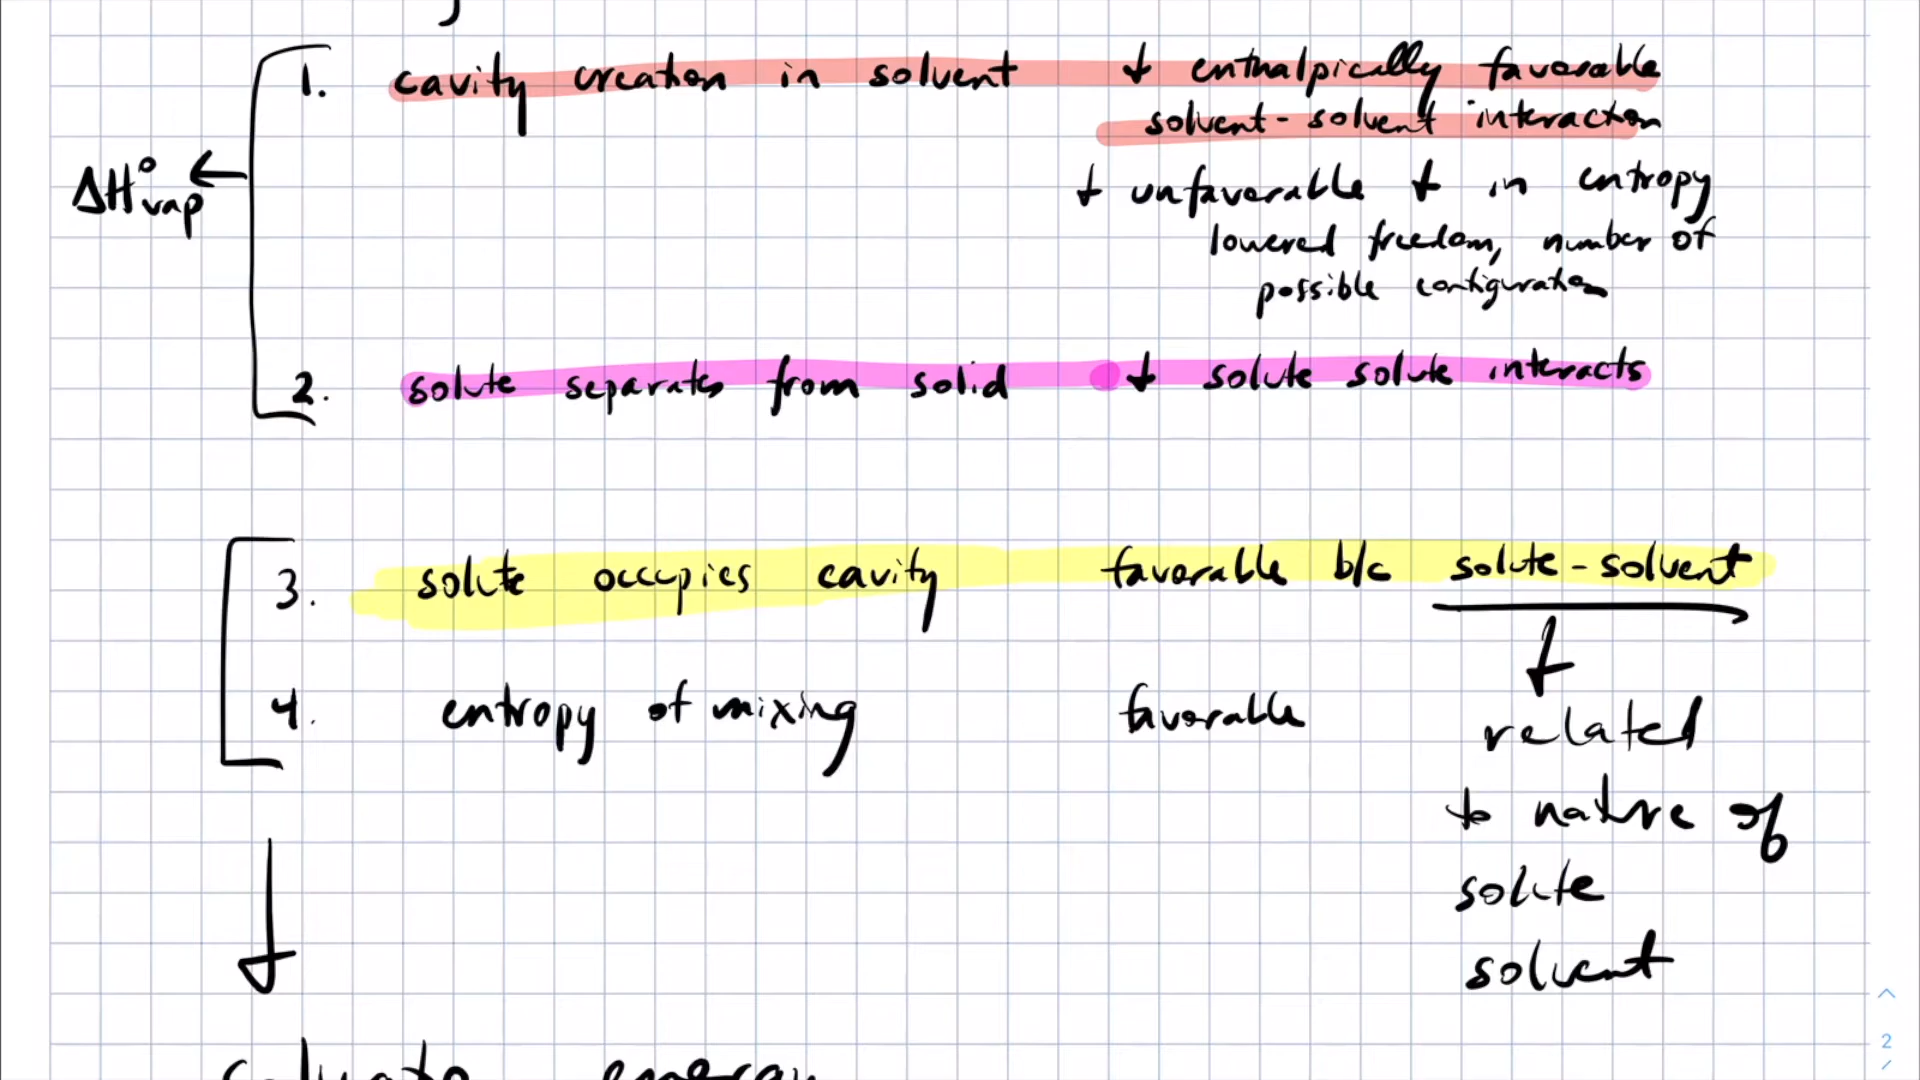 1. cavity creation in solvent ↓ enthalpically favorable
solvent-solvent interaction
ΔH°vap ←
↓ unfavorable ↓ in entropy
lowered freedom, number of
possible configuration
2. solute separates from solid ↓ solute solute interacts
3. solute occupies cavity favorable b/c solute-solvent
4. entropy of mixing favorable
↓
related
to nature of
solute
solvent
↓
energy
2